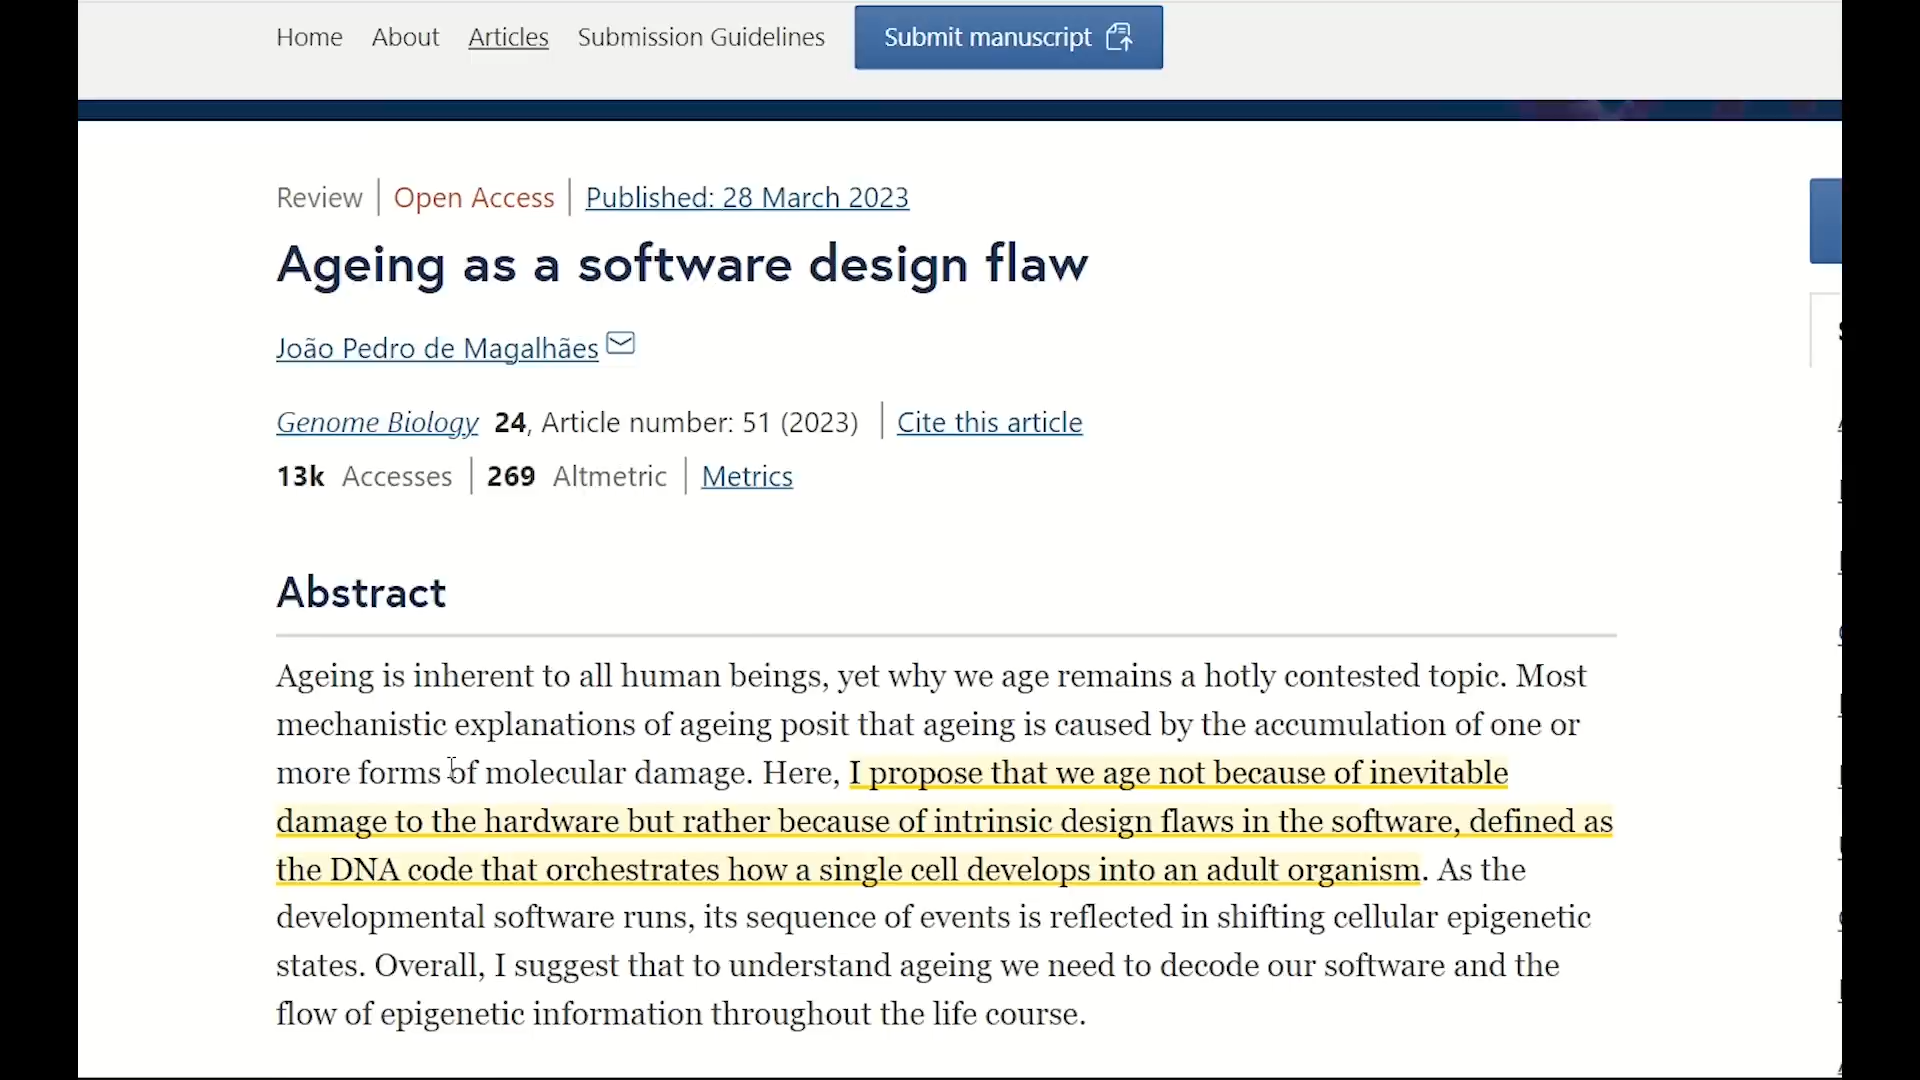 Home About Articles Submission Guidelines Submit manuscript
Review Open Access Published: 28 March 2023
Ageing as a software design flaw
João Pedro de Magalhães
Genome Biology 24, Article number: 51 (2023) Cite this article
13k Accesses 269 Altmetric Metrics
Abstract
Ageing is inherent to all human beings, yet why we age remains a hotly contested topic. Most
mechanistic explanations of ageing posit that ageing is caused by the accumulation of one or
more forms of molecular damage. Here, I propose that we age not because of inevitable
damage to the hardware but rather because of intrinsic design flaws in the software, defined as
the DNA code that orchestrates how a single cell develops into an adult organism. As the
developmental software runs, its sequence of events is reflected in shifting cellular epigenetic
states. Overall, I suggest that to understand ageing we need to decode our software and the
flow of epigenetic information throughout the life course.